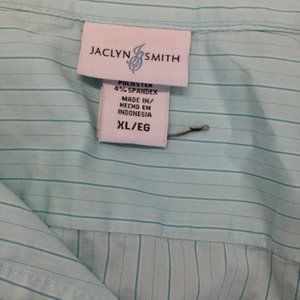 JACLYN SMITH
POLYESTER
4% SPANDEX
MADE IN/
HECHO EN
INDONESIA
XL/EG